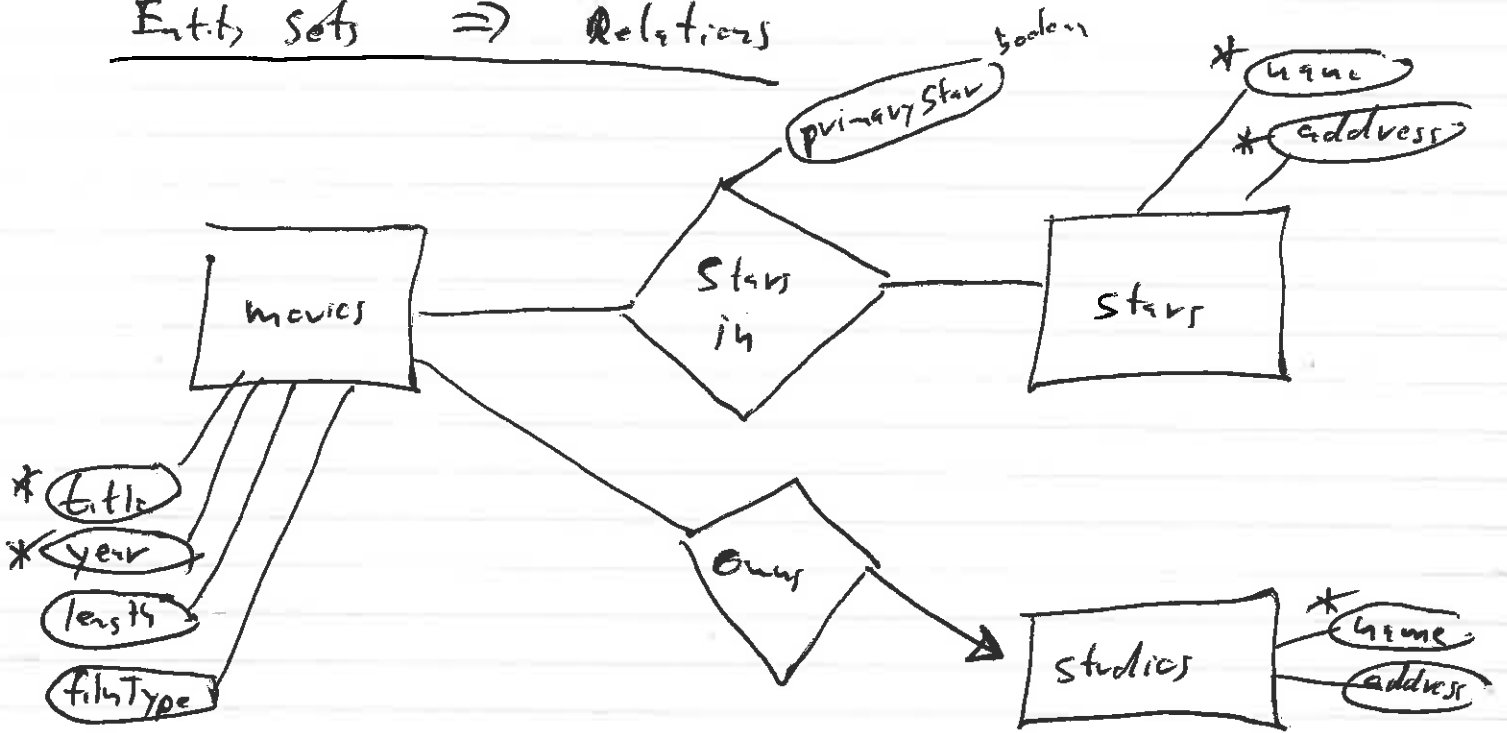 Entity Sets ⇒ Relations
boolean
primaryStar
* name
* address
movies
Stars
in
Stars
* title
* year
length
filmType
Owns
Studios
* name
address